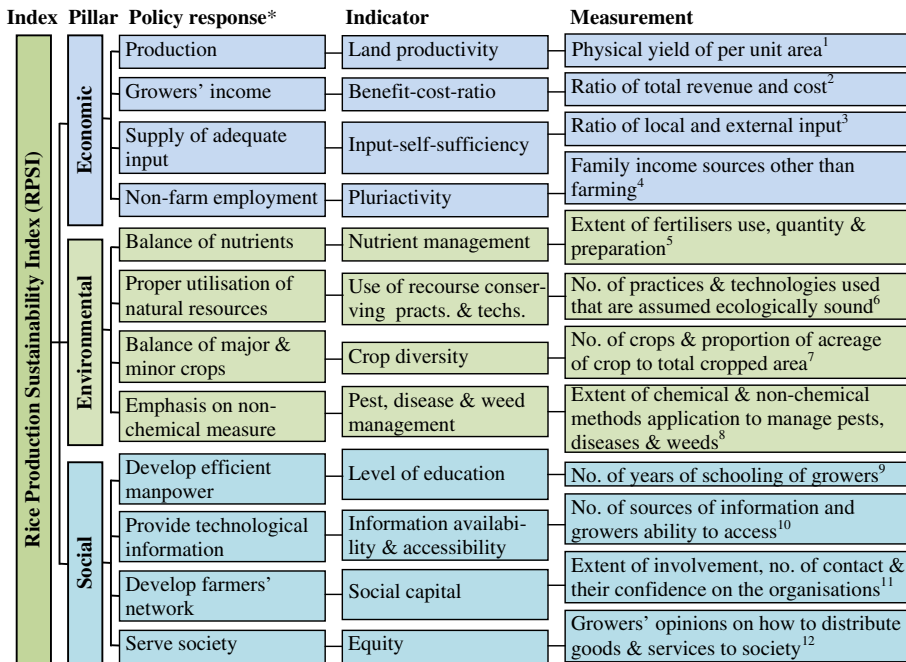 Index Pillar Policy response* Indicator Measurement
Rice Production Sustainability Index (RPSI)
Economic
Production
Land productivity
Physical yield of per unit area1
Growers' income
Benefit-cost-ratio
Ratio of total revenue and cost2
Supply of adequate
input
Input-self-sufficiency
Ratio of local and external input3
Non-farm employment
Pluriactivity
Family income sources other than
farming4
Environmental
Balance of nutrients
Nutrient management
Extent of fertilisers use, quantity &
preparation5
Proper utilisation of
natural resources
Use of recourse conser-
ving practs. & techs.
No. of practices & technologies used
that are assumed ecologically sound6
Balance of major &
minor crops
Crop diversity
No. of crops & proportion of acreage
of crop to total cropped area7
Emphasis on non-
chemical measure
Pest, disease & weed
management
Extent of chemical & non-chemical
methods application to manage pests,
diseases & weeds8
Social
Develop efficient
manpower
Level of education
No. of years of schooling of growers9
Provide technological
information
Information availabi-
lity & accessibility
No. of sources of information and
growers ability to access10
Develop farmers'
network
Social capital
Extent of involvement, no. of contact &
their confidence on the organisations11
Serve society
Equity
Growers' opinions on how to distribute
goods & services to society12